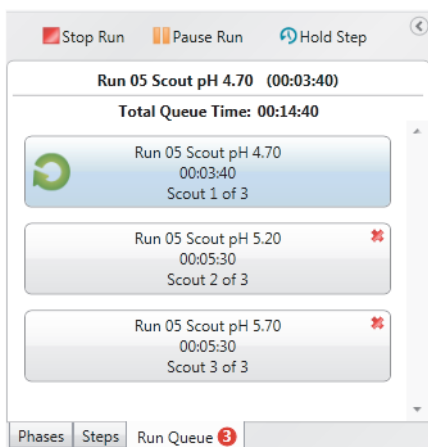 Stop Run Pause Run Hold Step
Run 05 Scout pH 4.70 (00:03:40)
Total Queue Time: 00:14:40
Run 05 Scout pH 4.70
00:03:40
Scout 1 of 3
Run 05 Scout pH 5.20
00:05:30
Scout 2 of 3
Run 05 Scout pH 5.70
00:05:30
Scout 3 of 3
Phases Steps Run Queue 3